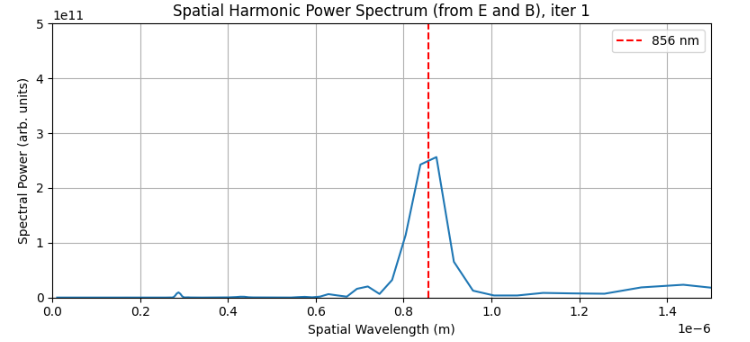 Spatial Harmonic Power Spectrum (from E and B), iter 1
1e11
5
4
3
2
1
0
Spectral Power (arb. units)
856 nm
0.0 0.2 0.4 0.6 0.8 1.0 1.2 1.4
1e−6
Spatial Wavelength (m)